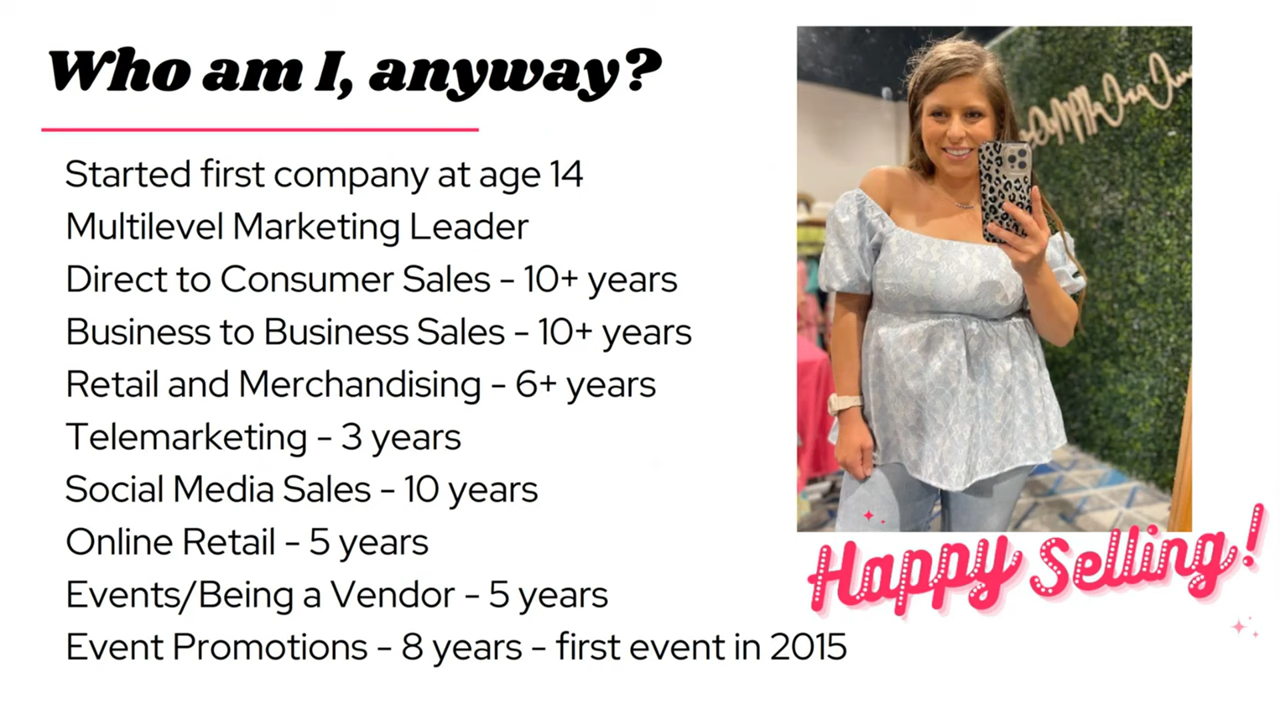 Who am I, anyway?
Started first company at age 14
Multilevel Marketing Leader
Direct to Consumer Sales - 10+ years
Business to Business Sales - 10+ years
Retail and Merchandising - 6+ years
Telemarketing - 3 years
Social Media Sales - 10 years
Online Retail - 5 years
Events/Being a Vendor - 5 years
Event Promotions - 8 years - first event in 2015
Happy Selling!